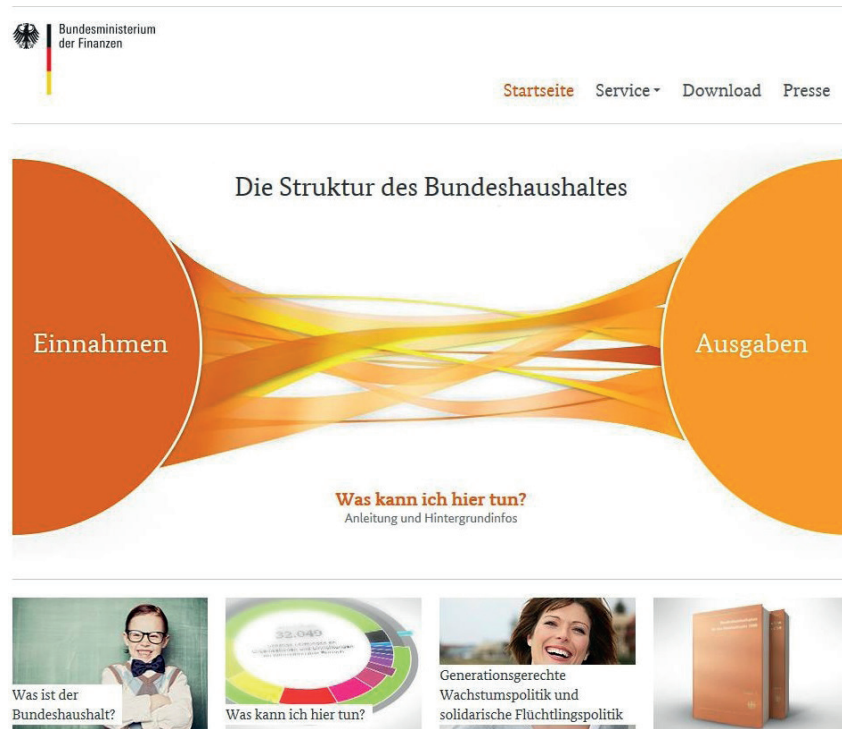 Bundesministerium
der Finanzen
Startseite Service Download Presse
Die Struktur des Bundeshaushaltes
Einnahmen
Ausgaben
Was kann ich hier tun?
Anleitung und Hintergrundinfos
32.049
Was ist der
Bundeshaushalt?
Was kann ich hier tun?
Generationsgerechte
Wachstumspolitik und
solidarische Flüchtlingspolitik